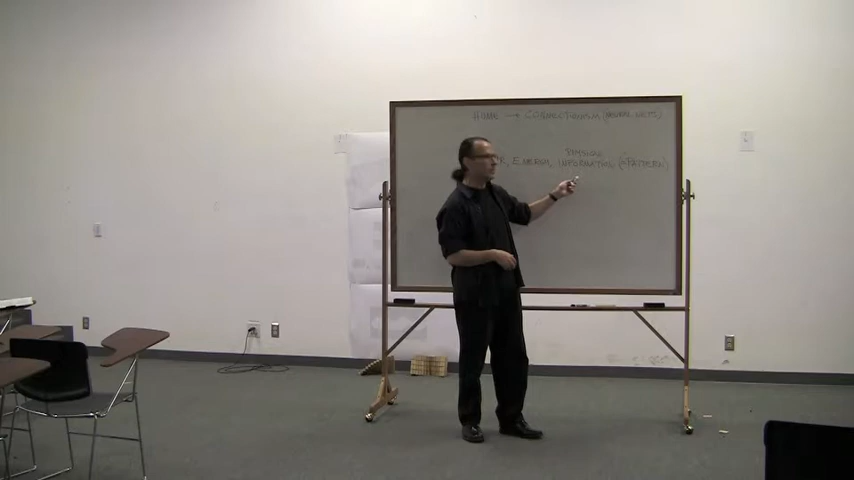 HUME → CONNECTIONISM (NEURAL NETS)
PHYSICAL
, ENERGY, INFORMATION (=PATTERN)